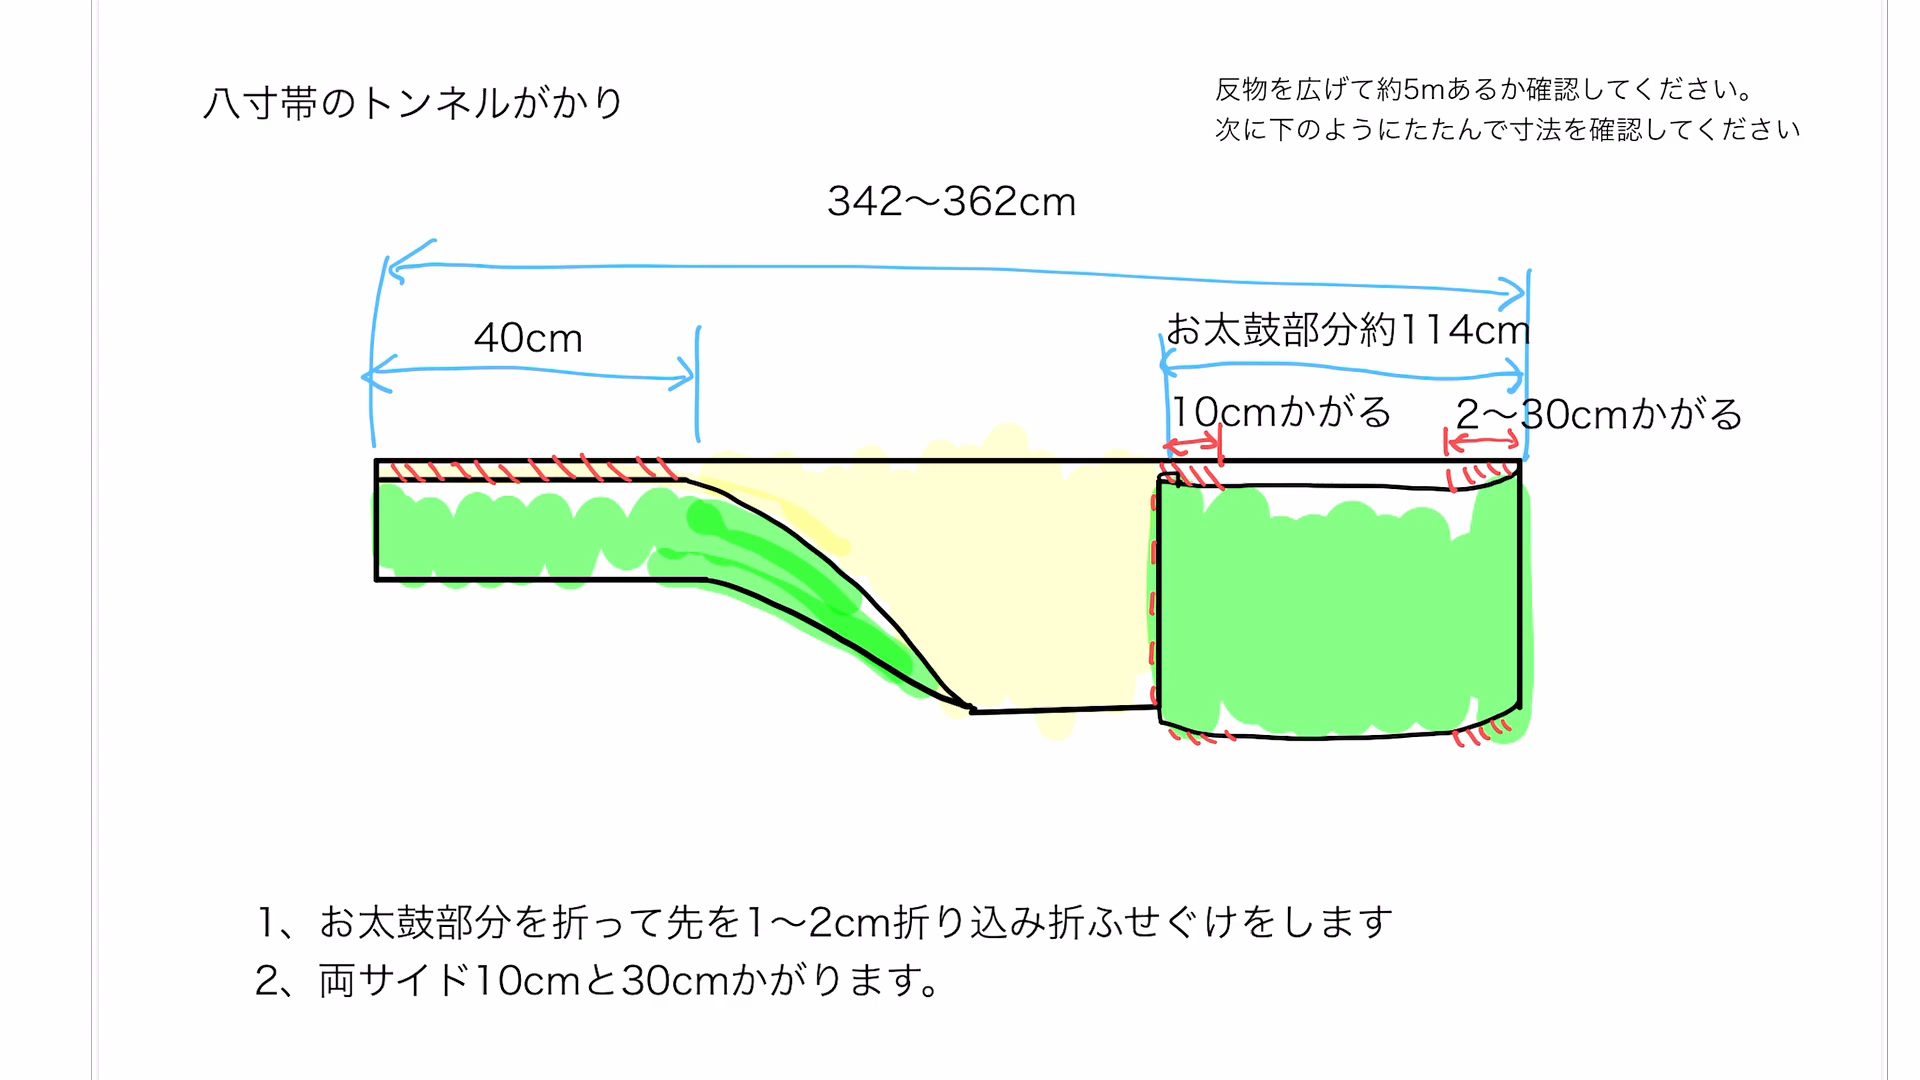 八寸帯のトンネルがかり
反物を広げて約5mあるか確認してください。
次に下のようにたたんで寸法を確認してください
342〜362cm
お太鼓部分約114cm
40cm
10cmかがる
2〜30cmかがる
1、お太鼓部分を折って先を1〜2cm折り込み折ふせぐけをします
2、両サイド10cmと30cmかがります。